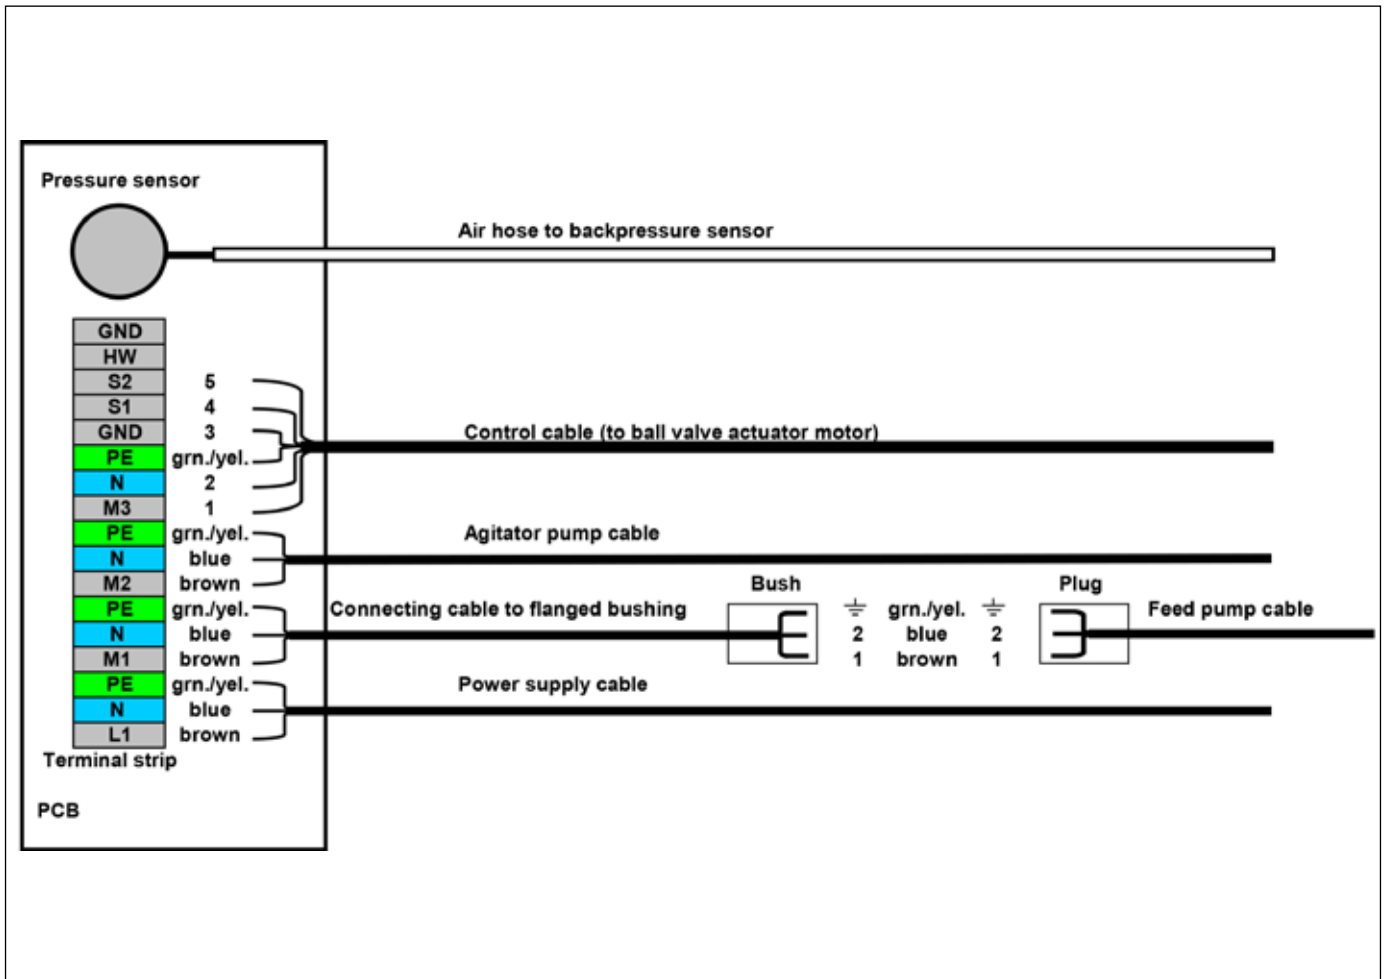 Pressure sensor
Air hose to backpressure sensor
GND
HW
S2 5
S1 4
GND 3 Control cable (to ball valve actuator motor)
PE grn./yel.
N 2
M3 1
PE grn./yel. Agitator pump cable
N blue
M2 brown Bush Plug
PE grn./yel. Connecting cable to flanged bushing grn./yel. Feed pump cable
N blue 2 blue 2
M1 brown 1 brown 1
PE grn./yel. Power supply cable
N blue
L1 brown
Terminal strip
PCB